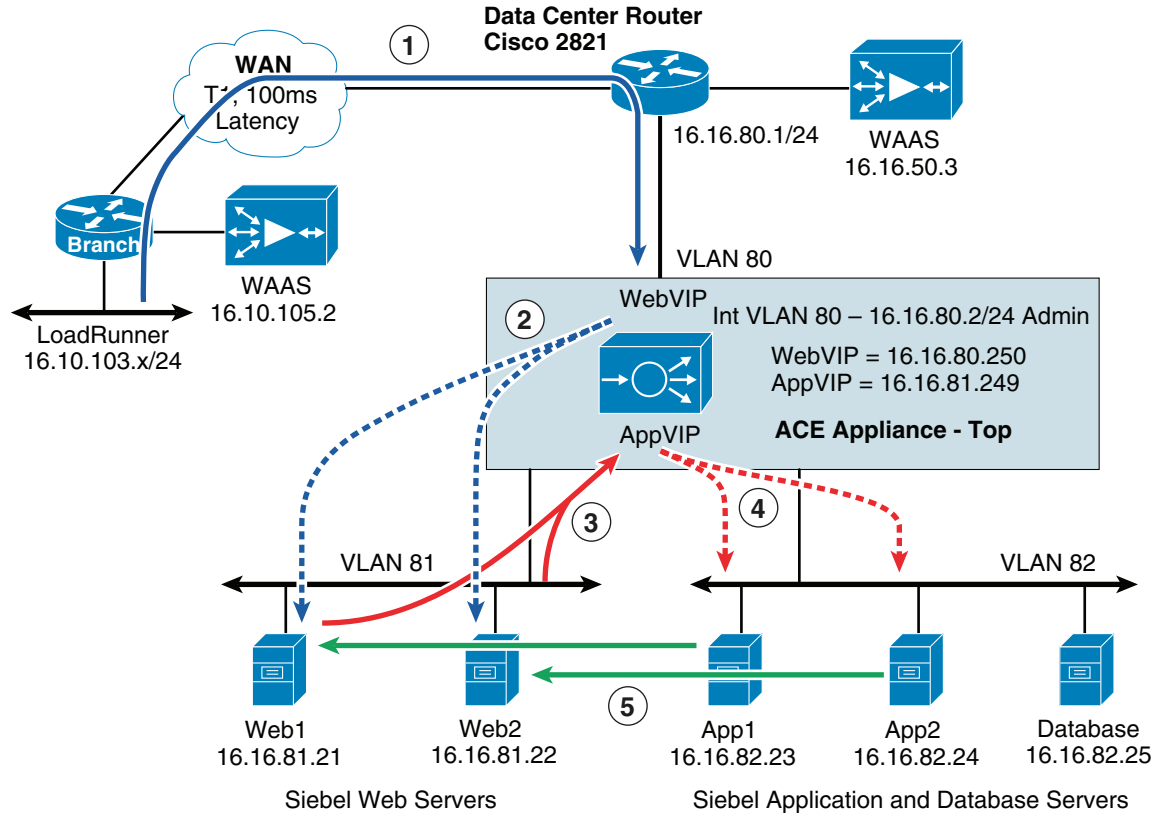 Data Center Router
Cisco 2821
1
WAN
T1, 100ms
Latency
16.16.80.1/24
WAAS
16.16.50.3
Branch
WAAS
16.10.105.2
VLAN 80
LoadRunner
16.10.103.x/24
2
WebVIP
Int VLAN 80 – 16.16.80.2/24 Admin
WebVIP = 16.16.80.250
AppVIP = 16.16.81.249
AppVIP
ACE Appliance - Top
3
4
VLAN 81
VLAN 82
5
Web1
16.16.81.21
Web2
16.16.81.22
App1
16.16.82.23
App2
16.16.82.24
Database
16.16.82.25
Siebel Web Servers
Siebel Application and Database Servers